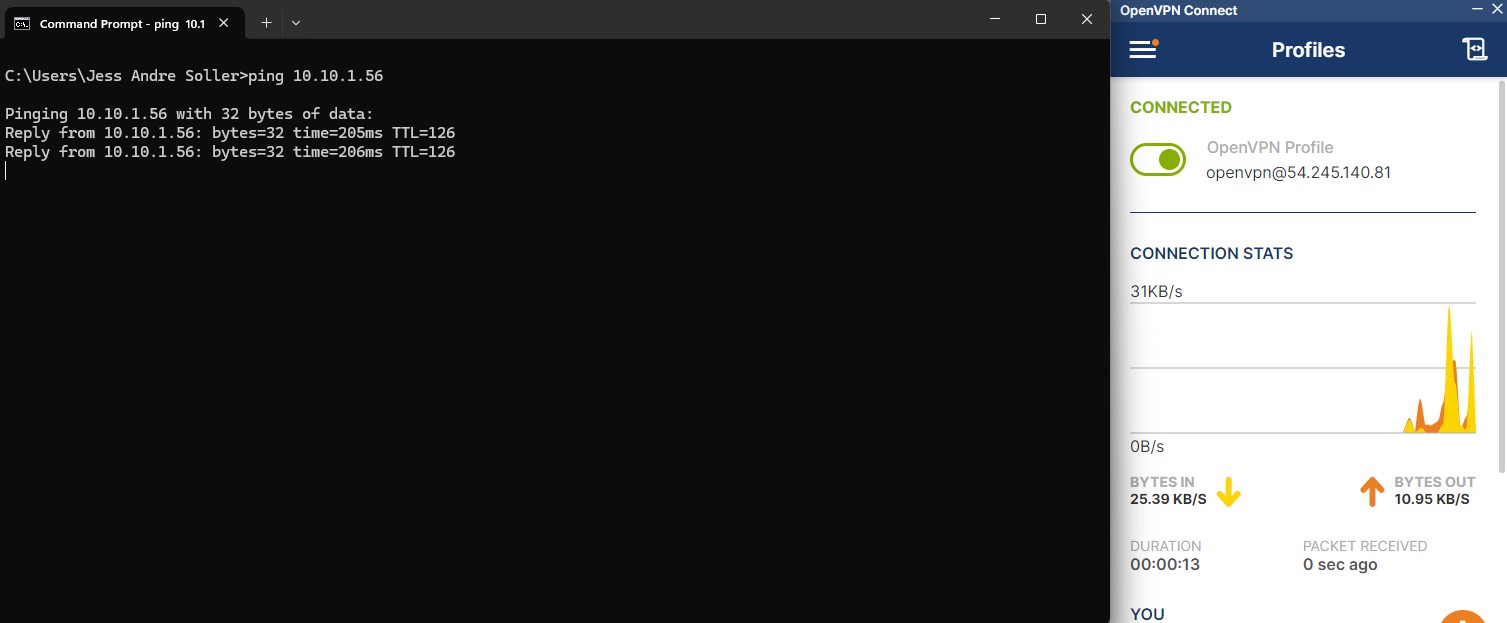 Command Prompt - ping 10.1
C:\Users\Jess Andre Soller>ping 10.10.1.56
Pinging 10.10.1.56 with 32 bytes of data:
Reply from 10.10.1.56: bytes=32 time=205ms TTL=126
Reply from 10.10.1.56: bytes=32 time=206ms TTL=126
OpenVPN Connect
Profiles
CONNECTED
OpenVPN Profile
openvpn@54.245.140.81
CONNECTION STATS
31KB/s
0B/s
BYTES IN
25.39 KB/S
BYTES OUT
10.95 KB/S
DURATION
00:00:13
PACKET RECEIVED
0 sec ago
YOU